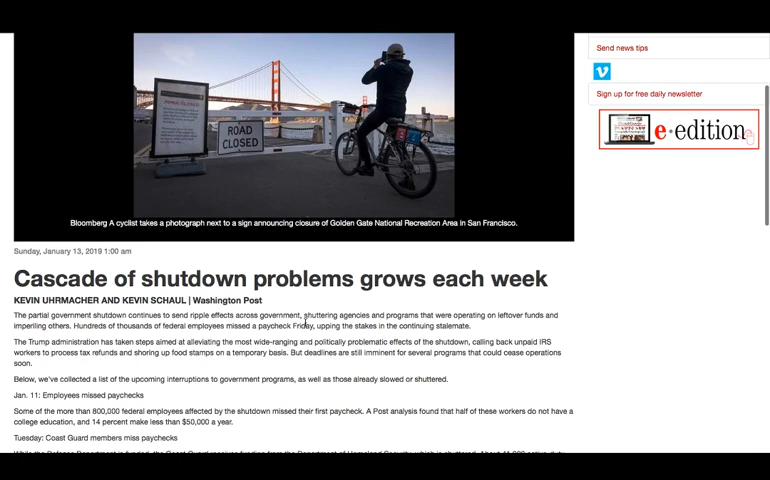 ROAD
CLOSED
Bloomberg A cyclist takes a photograph next to a sign announcing closure of Golden Gate National Recreation Area in San Francisco.
Send news tips
Sign up for free daily newsletter
e·edition
Sunday, January 13, 2019 1:00 am
Cascade of shutdown problems grows each week
KEVIN UHRMACHER AND KEVIN SCHAUL | Washington Post
The partial government shutdown continues to send ripple effects across government, shuttering agencies and programs that were operating on leftover funds and
imperiling others. Hundreds of thousands of federal employees missed a paycheck Friday, upping the stakes in the continuing stalemate.
The Trump administration has taken steps aimed at alleviating the most wide-ranging and politically problematic effects of the shutdown, calling back unpaid IRS
workers to process tax refunds and shoring up food stamps on a temporary basis. But deadlines are still imminent for several programs that could cease operations
soon.
Below, we've collected a list of the upcoming interruptions to government programs, as well as those already slowed or shuttered.
Jan. 11: Employees missed paychecks
Some of the more than 800,000 federal employees affected by the shutdown missed their first paycheck. A Post analysis found that half of these workers do not have a
college education, and 14 percent make less than $50,000 a year.
Tuesday: Coast Guard members miss paychecks